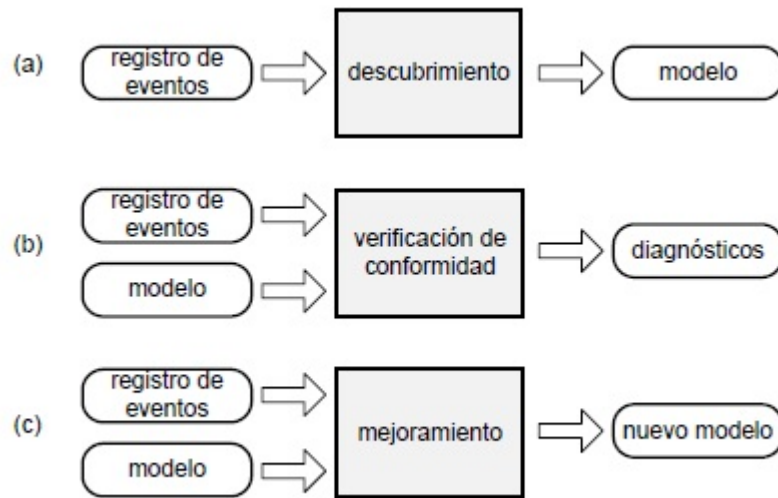 (a)
registro de
eventos
descubrimiento
modelo
(b)
registro de
eventos
modelo
verificación de
conformidad
diagnósticos
(c)
registro de
eventos
modelo
mejoramiento
nuevo modelo